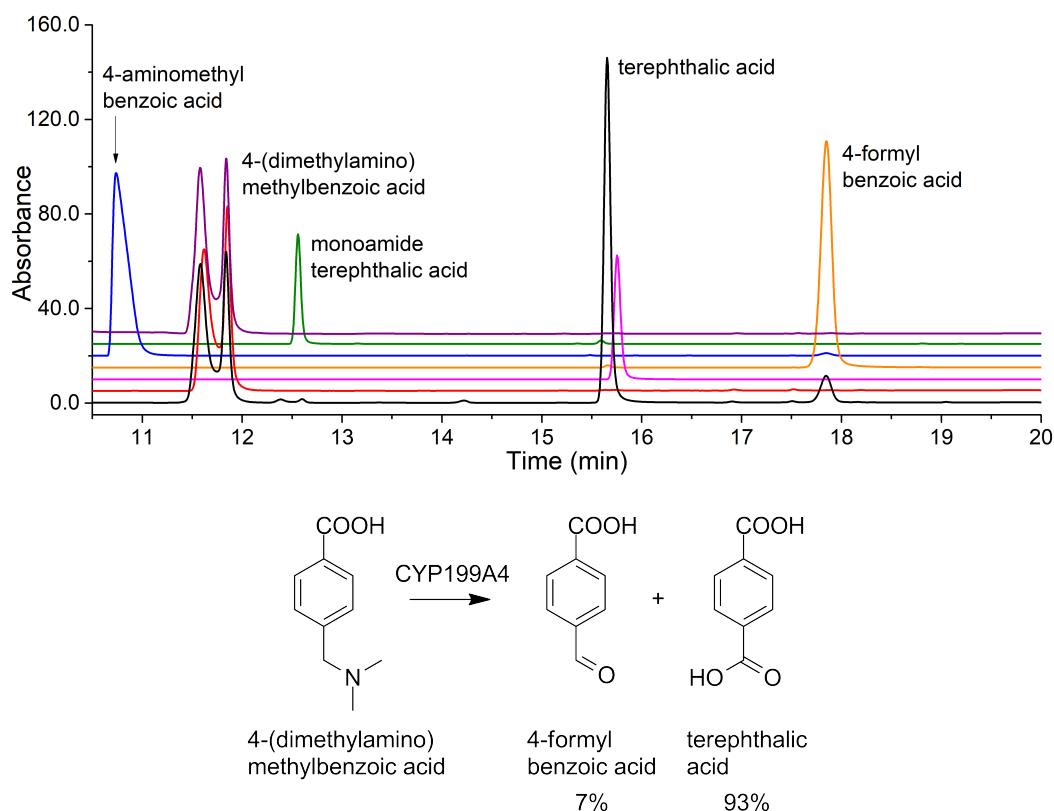 160.0
120.0
80.0
40.0
0.0
Absorbance
4-aminomethyl
benzoic acid
4-(dimethylamino)
methylbenzoic acid
monoamide
terephthalic acid
terephthalic acid
4-formyl
benzoic acid
11 12 13 14 15 16 17 18 19 20
Time (min)
COOH
N
CYP199A4
COOH
O
+
COOH
HO O
4-(dimethylamino)
methylbenzoic acid
4-formyl
benzoic acid
7%
terephthalic
acid
93%